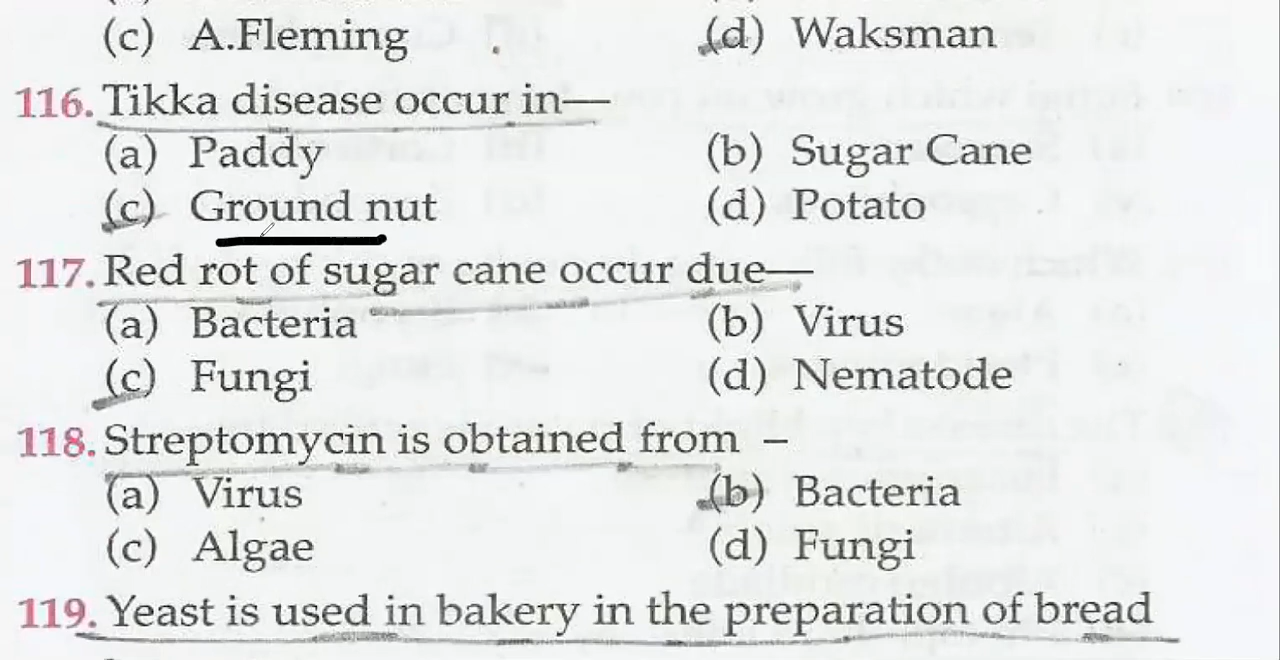 (c) A.Fleming (d) Waksman
116. Tikka disease occur in—
(a) Paddy (b) Sugar Cane
(c) Ground nut (d) Potato
117. Red rot of sugar cane occur due—
(a) Bacteria (b) Virus
(c) Fungi (d) Nematode
118. Streptomycin is obtained from –
(a) Virus (b) Bacteria
(c) Algae (d) Fungi
119. Yeast is used in bakery in the preparation of bread